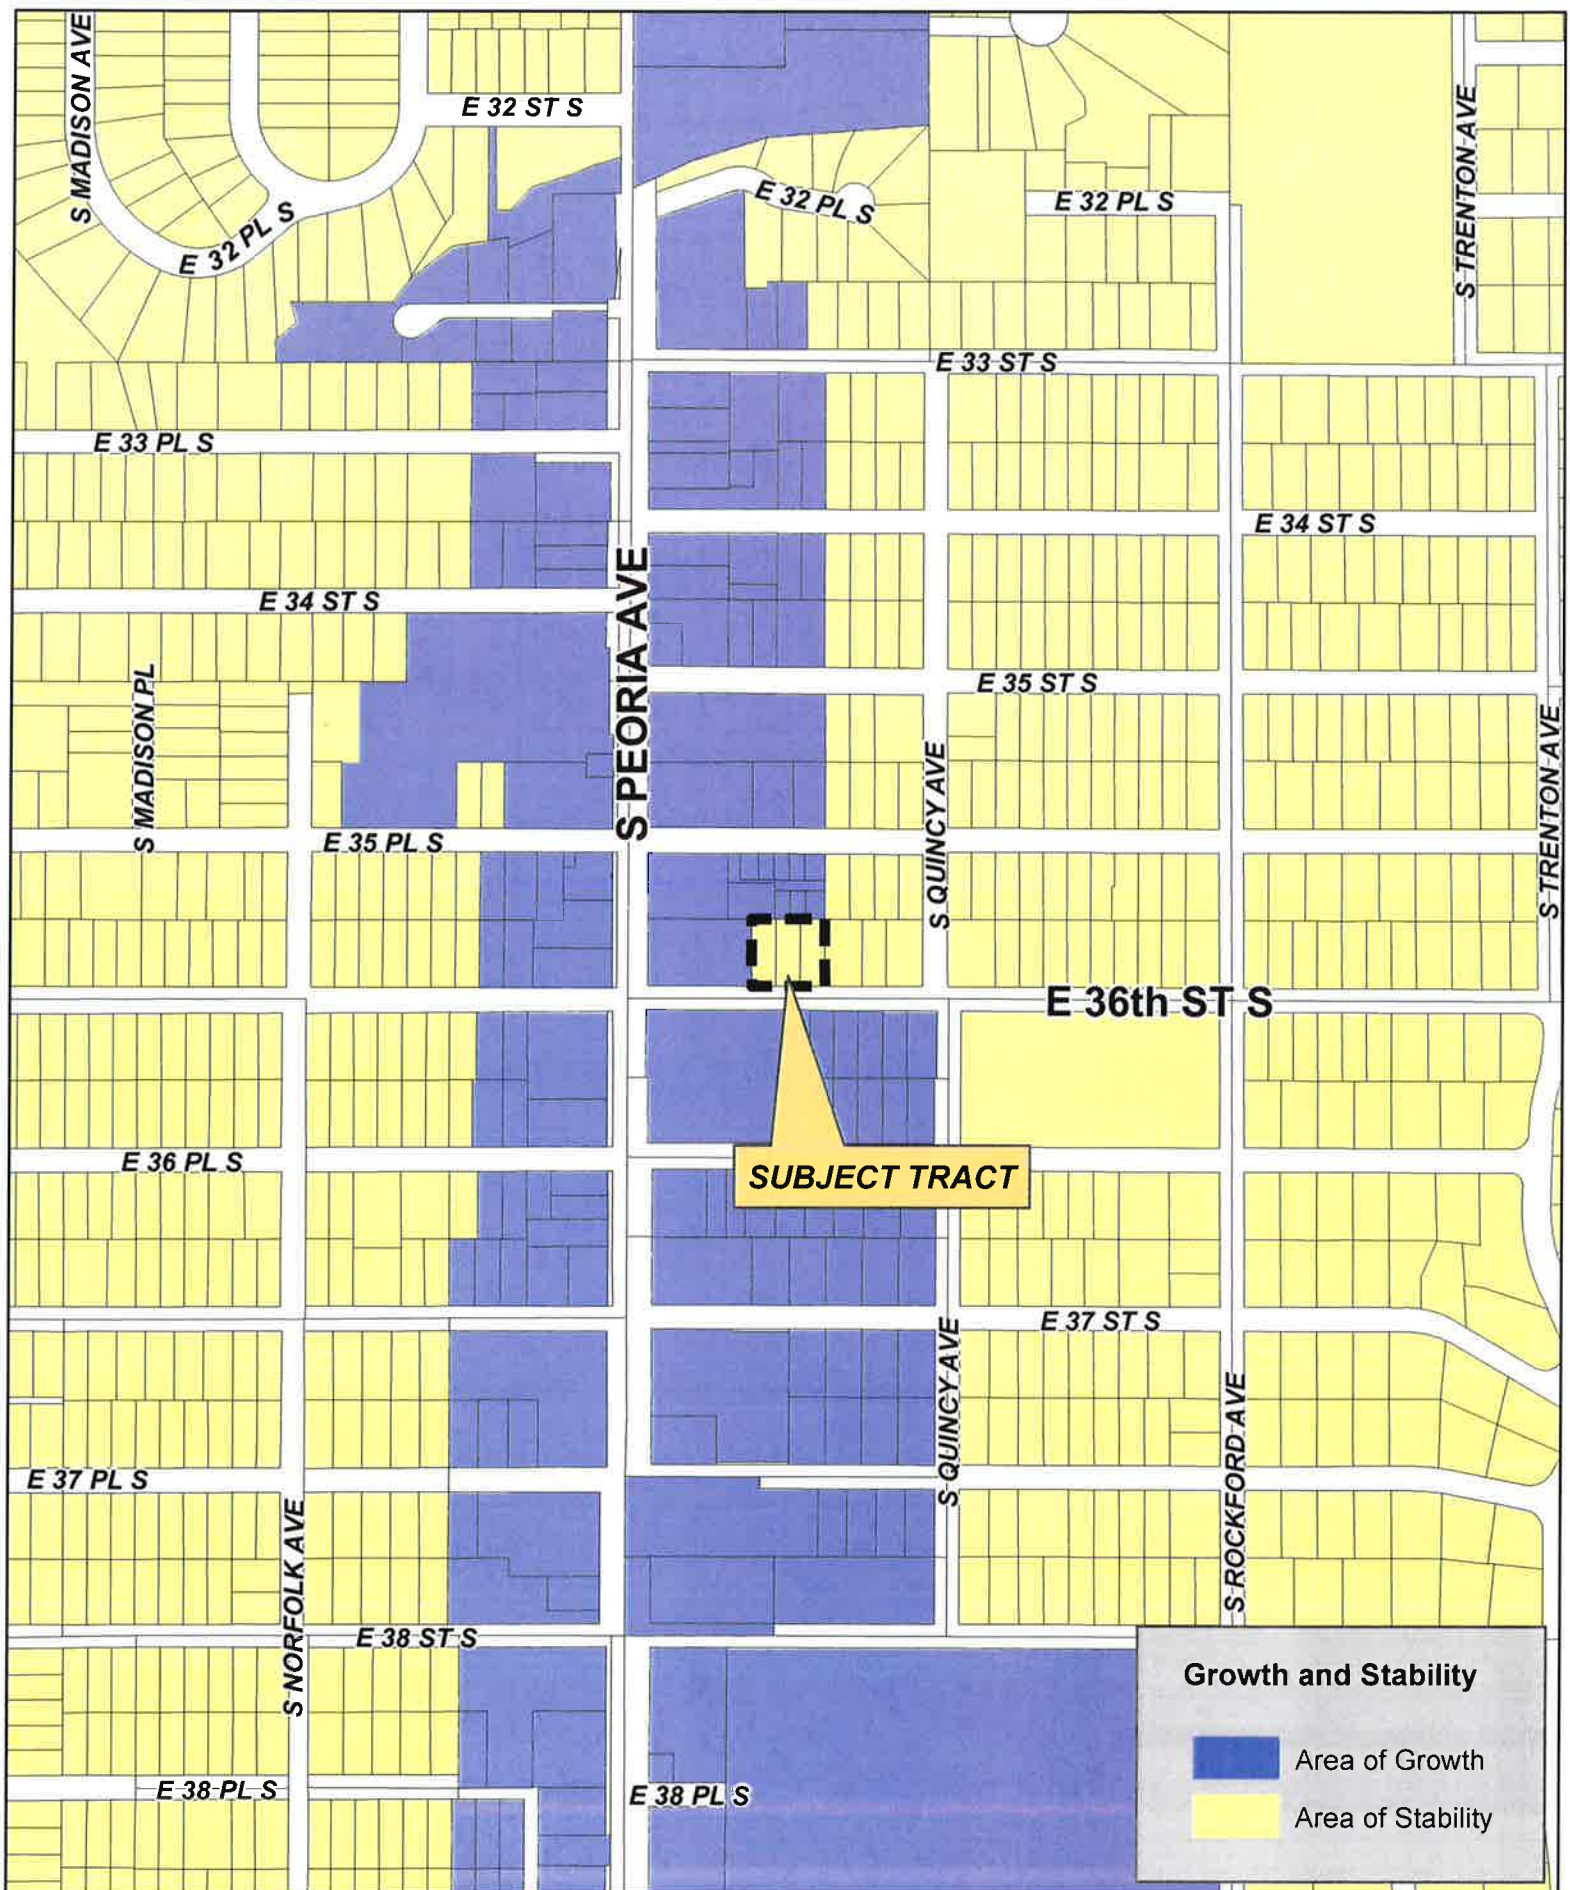 S MADISON AVE
E 32 ST S
S TRENTON AVE
E 32 PL S
E 32 PL S
E 32 PL S
E 33 ST S
E 33 PL S
E 34 ST S
E 34 ST S
S PEORIA AVE
S MADISON PL
E 35 ST S
S QUINCY AVE
S TRENTON AVE
E 35 PL S
E 36th ST S
E 36 PL S
SUBJECT TRACT
E 37 ST S
S QUINCY AVE
S ROCKFORD AVE
E 37 PL S
S NORFOLK AVE
E 38 ST S
E 38 PL S
E 38 PL S
Growth and Stability
Area of Growth
Area of Stability